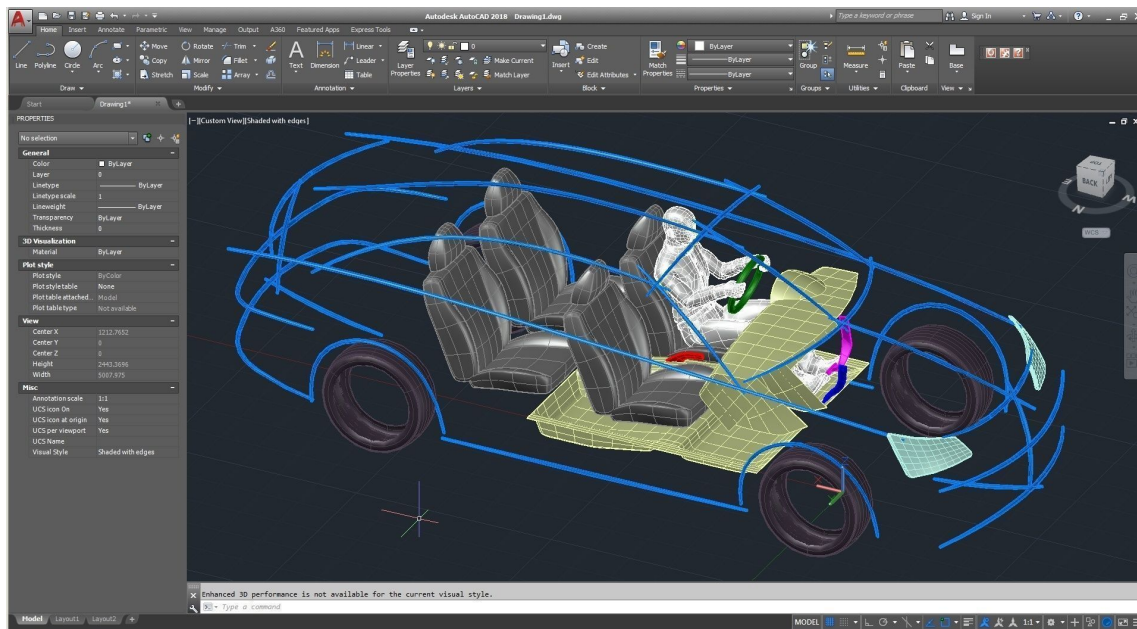 Autodesk AutoCAD 2018 Drawing1.dwg
Type a keyword or phrase
Sign In
Home Insert Annotate Parametric View Manage Output A360 Featured Apps Express Tools
Line Polyline Circle Arc
Move Rotate Trim
Copy Mirror Fillet
Stretch Scale Array
Text Dimension
Linear
Leader
Table
Layer Properties
0
Make Current
Match Layer
Insert
Create
Edit
Edit Attributes
Match Properties
ByLayer
ByLayer
ByLayer
Group
Measure
Paste
Base
Draw Modify Annotation Layers Block Properties Groups Utilities Clipboard View
Start Drawing1*
PROPERTIES
[−][Custom View][Shaded with edges]
No selection
General
Color ByLayer
Layer 0
Linetype ByLayer
Linetype scale 1
Lineweight ByLayer
Transparency ByLayer
Thickness 0
3D Visualization
Material ByLayer
Plot style
Plot style ByColor
Plot style table None
Plot table attached... Model
Plot table type Not available
View
Center X 1212.7652
Center Y 0
Center Z 0
Height 2443.3696
Width 5007.975
Misc
Annotation scale 1:1
UCS icon On Yes
UCS icon at origin Yes
UCS per viewport Yes
UCS Name
Visual Style Shaded with edges
BACK
N
WCS
Enhanced 3D performance is not available for the current visual style.
Type a command
Model Layout1 Layout2 +
MODEL 1:1